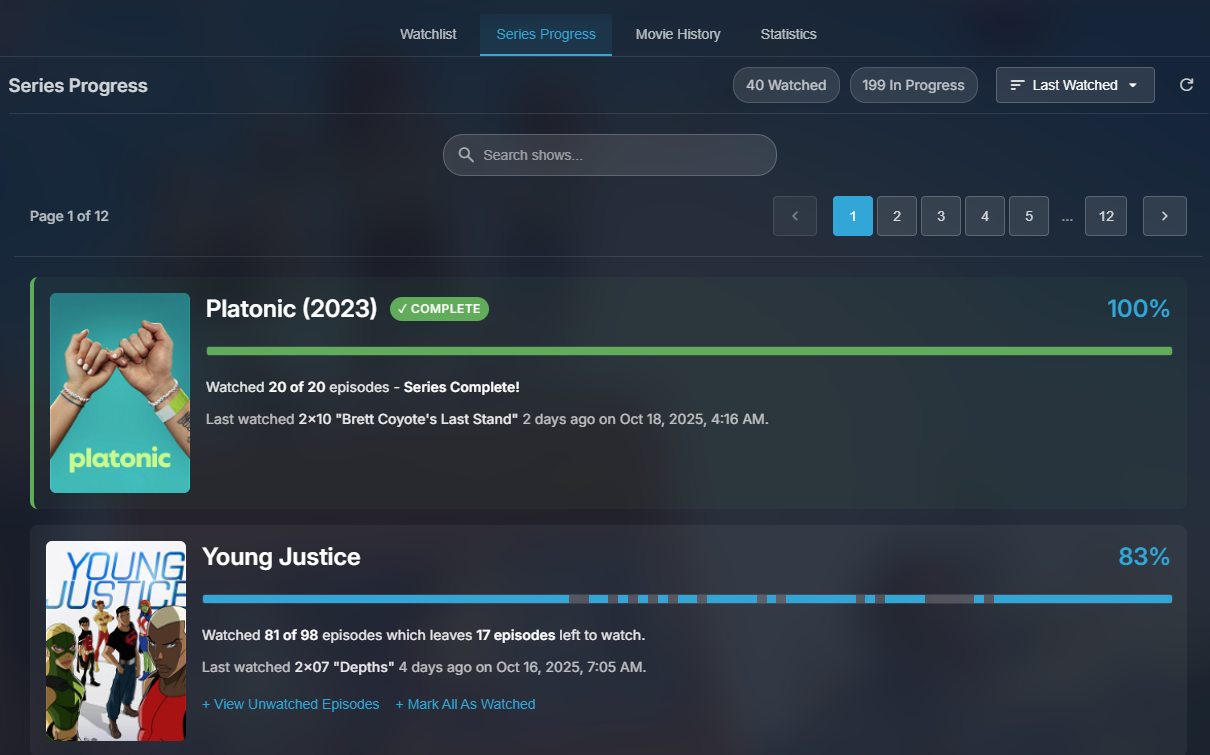 Watchlist Series Progress Movie History Statistics
Series Progress 40 Watched 199 In Progress Last Watched
Search shows...
Page 1 of 12 < 1 2 3 4 5 ... 12 >
Platonic (2023) ✓ COMPLETE 100%
Watched 20 of 20 episodes - Series Complete!
Last watched 2×10 "Brett Coyote's Last Stand" 2 days ago on Oct 18, 2025, 4:16 AM.
platonic
Young Justice 83%
YOUNG
JUSTICE
Watched 81 of 98 episodes which leaves 17 episodes left to watch.
Last watched 2×07 "Depths" 4 days ago on Oct 16, 2025, 7:05 AM.
+ View Unwatched Episodes + Mark All As Watched